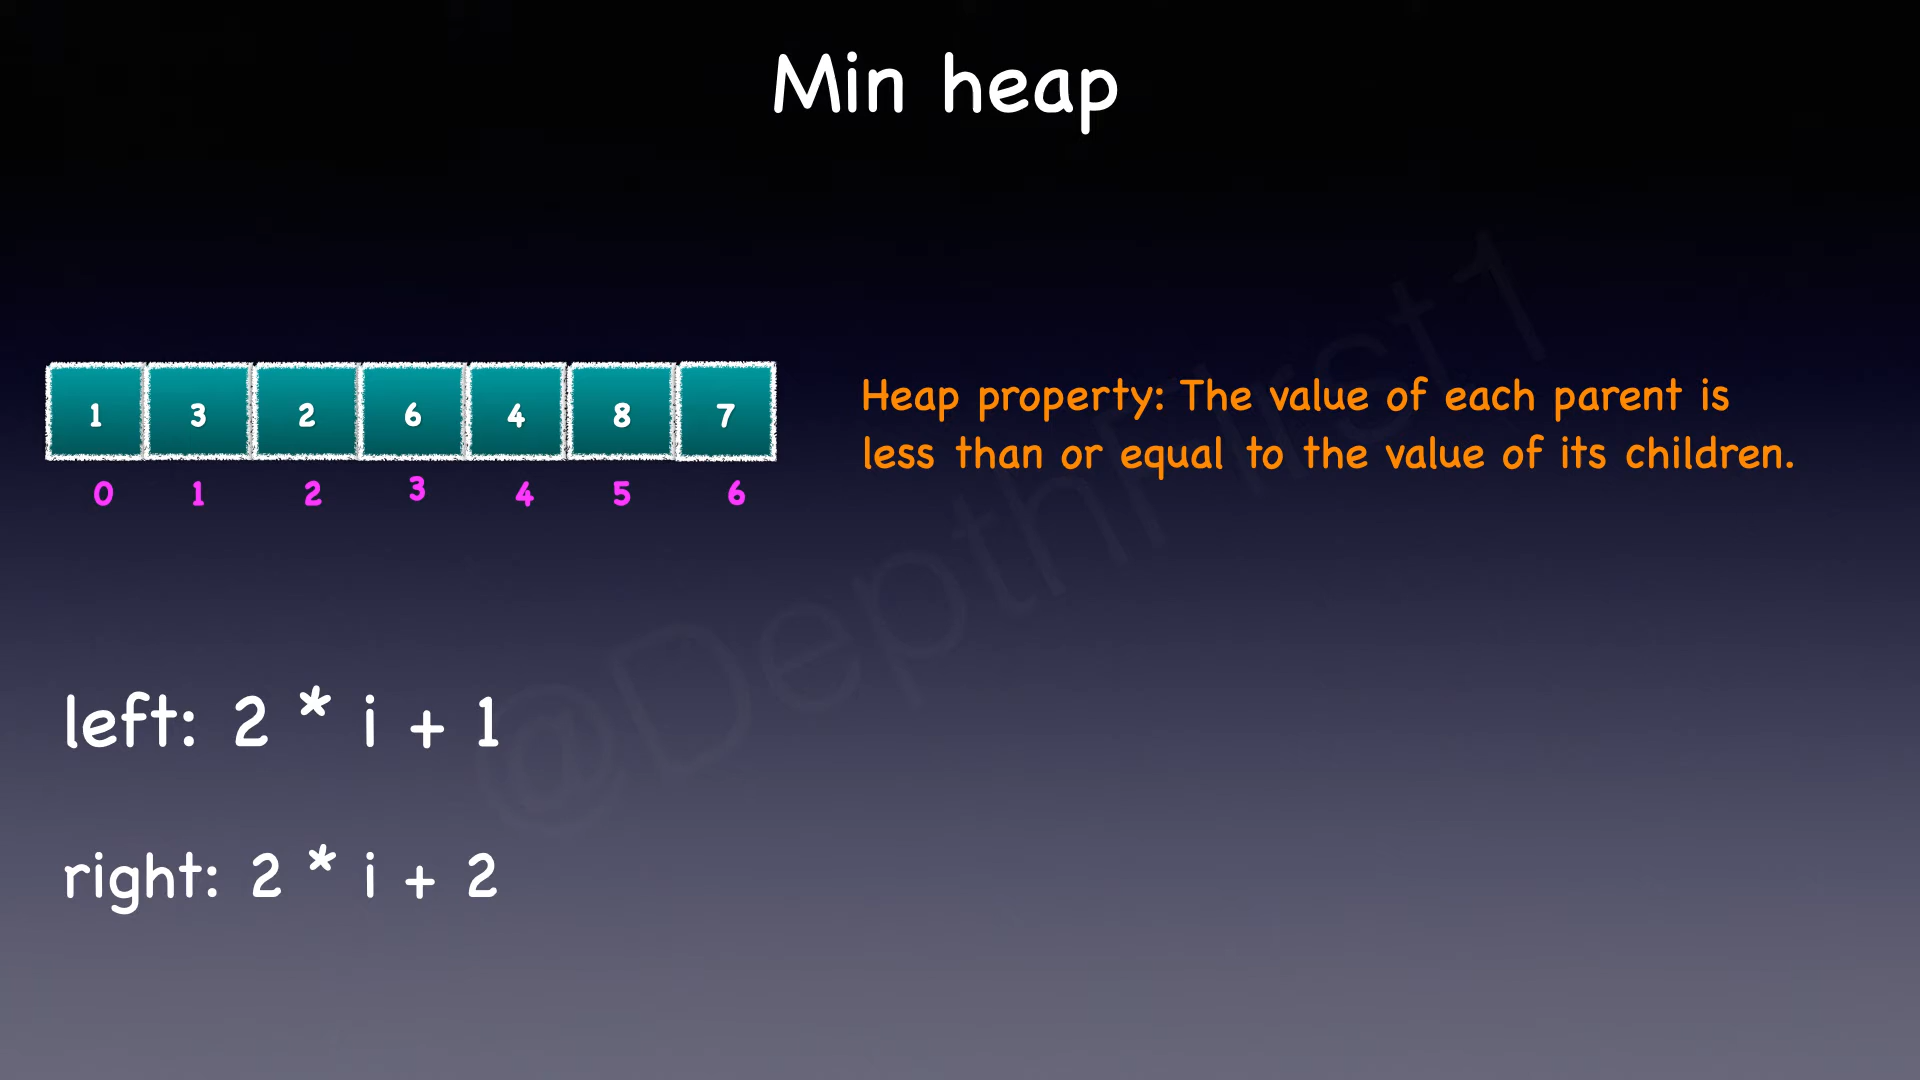 Min heap
1 3 2 6 4 8 7
0 1 2 3 4 5 6
Heap property: The value of each parent is
less than or equal to the value of its children.
left: 2 * i + 1
right: 2 * i + 2
@DepthFirst1